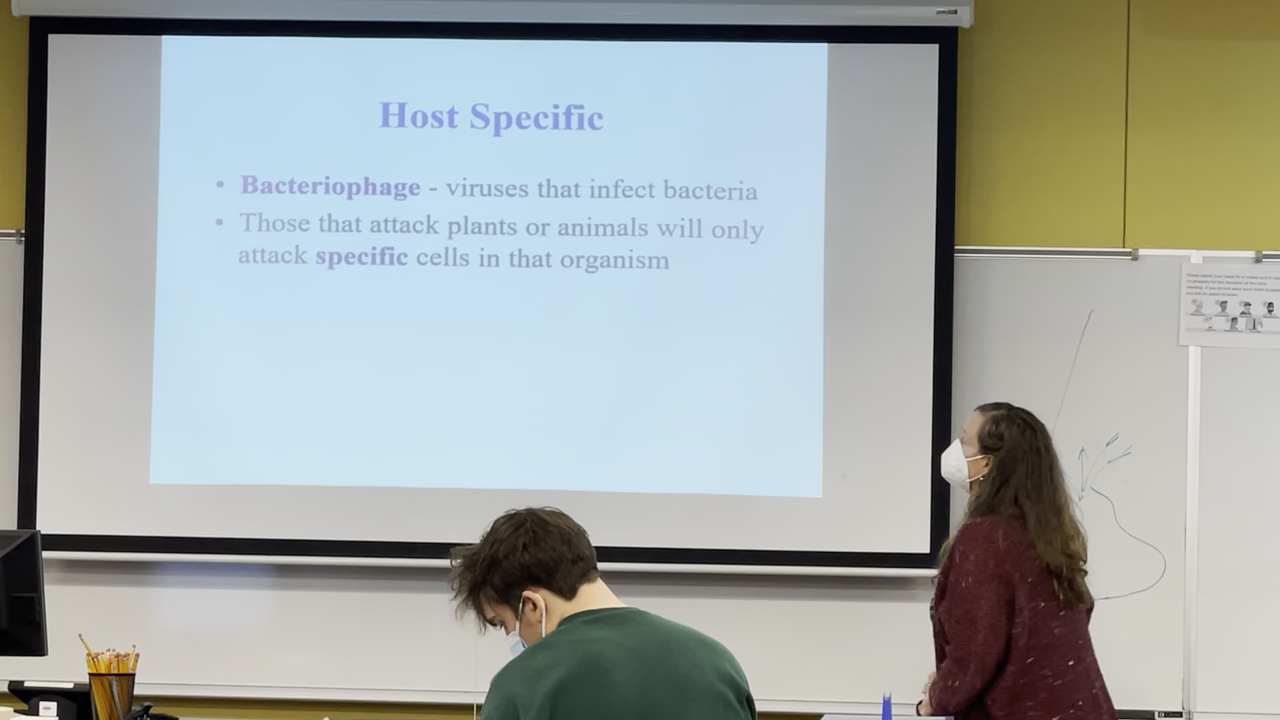 Host Specific
• Bacteriophage - viruses that infect bacteria
• Those that attack plants or animals will only
attack specific cells in that organism